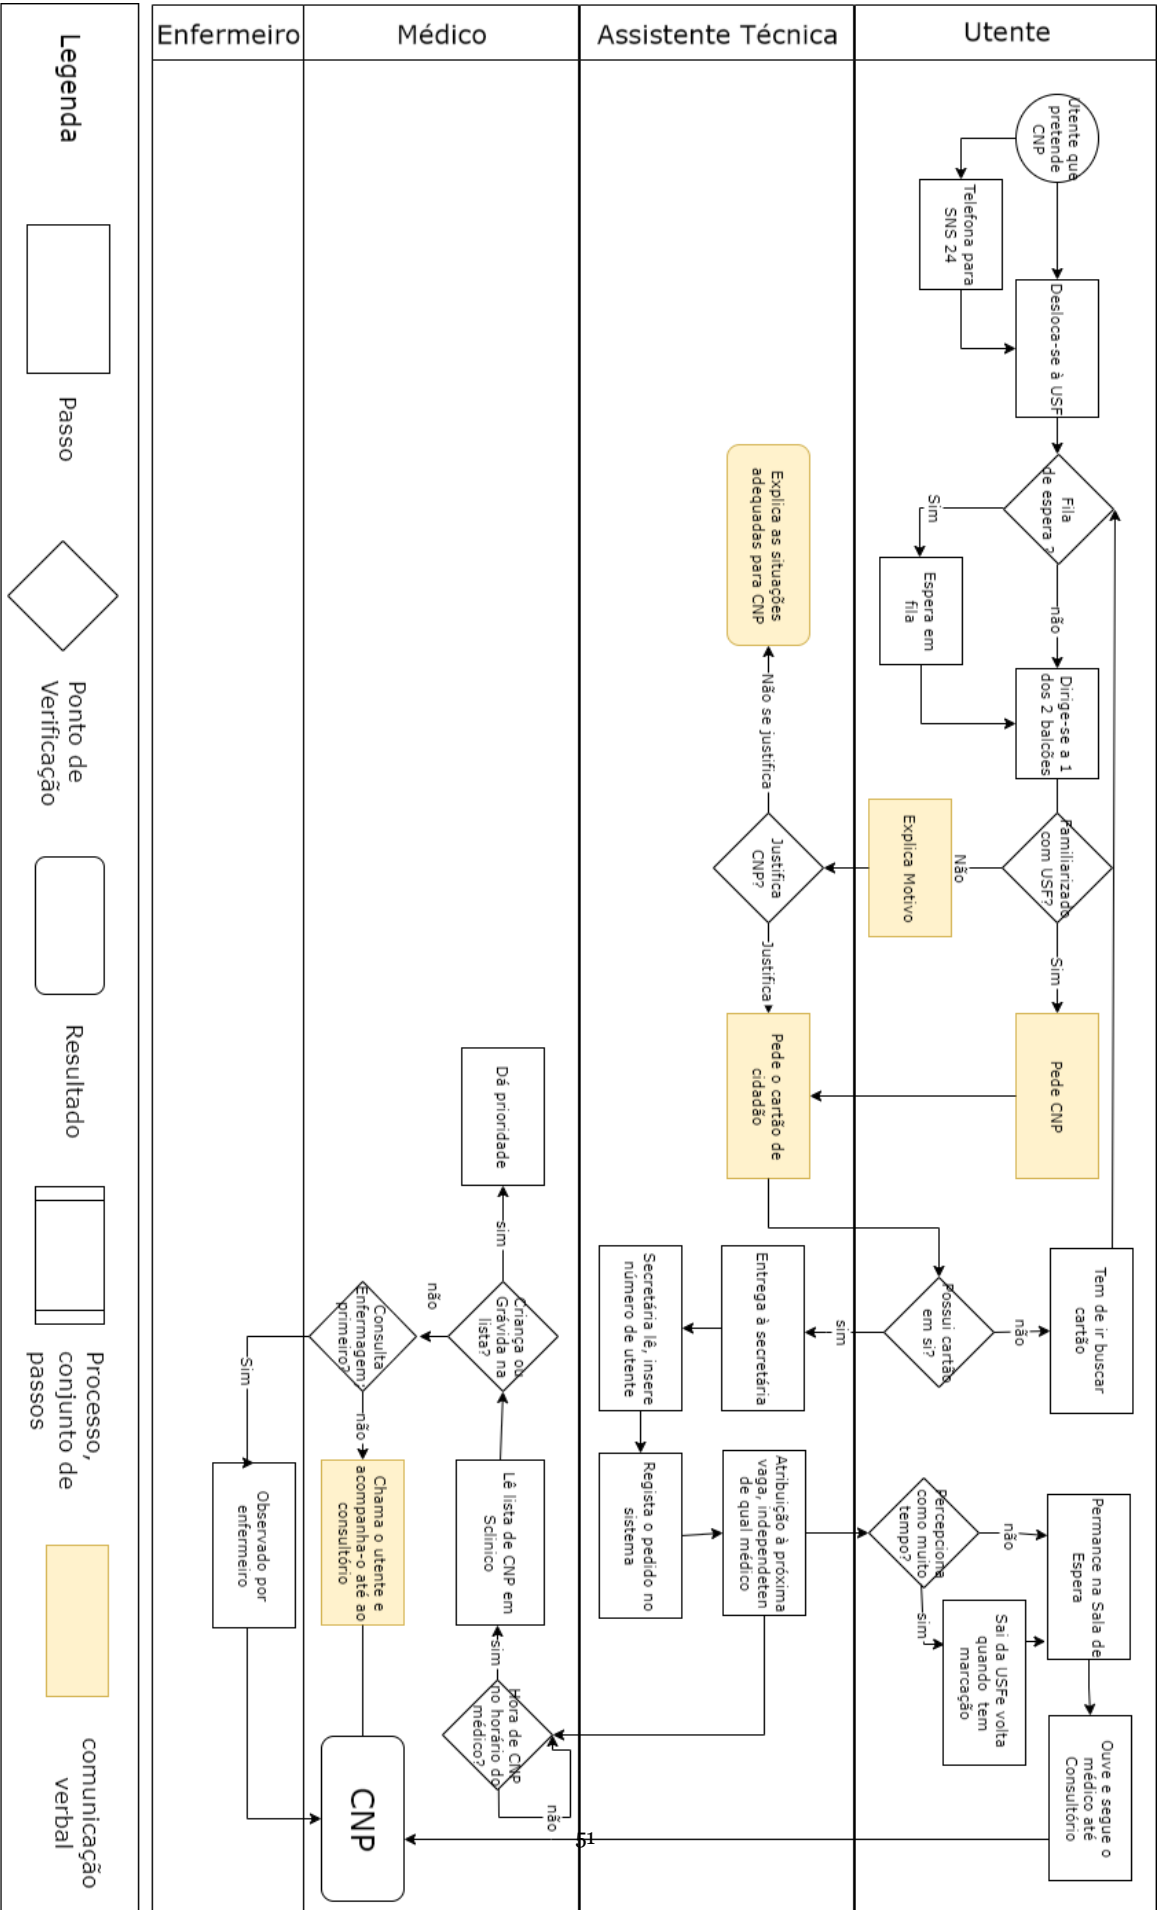 Utente
Utente que
pretende
CNP
Telefona para
SNS 24
Desloca-se à USF
Fila
de espera ?
Sim
Espera em
fila
não
Dirige-se a 1
dos 2 balcões
Familiarizado
com USF?
Não
Explica Motivo
Sim
Pede CNP
Possui cartão
em si?
não
Tem de ir buscar
cartão
sim
Percepciona
como muito
tempo?
não
Permance na Sala de
Espera
sim
Sai da USFe volta
quando tem
marcação
Ouve e segue o
médico até
Consultório
Assistente Técnica
Explica as situações
adequadas para CNP
Não se justifica
Justifica
CNP?
Justifica
Pede o cartão de
cidadão
Entrega à secretária
Secretária lê, insere
número de utente
Regista o pedido no
sistema
Atribuição à próxima
vaga, independeten
de qual médico
Médico
Dá prioridade
sim
Criança ou
Grávida na
lista?
não
Lê lista de CNP em
Sclinico
sim
Hora de CNP
no horário do
médico?
não
Consulta
Enfermagem
primeiro?
não
Chama o utente e
acompanha-o até ao
consultório
CNP
Enfermeiro
Sim
Observado por
enfermeiro
Legenda
Passo
Ponto de
Verificação
Resultado
Processo,
conjunto de
passos
comunicação
verbal
51